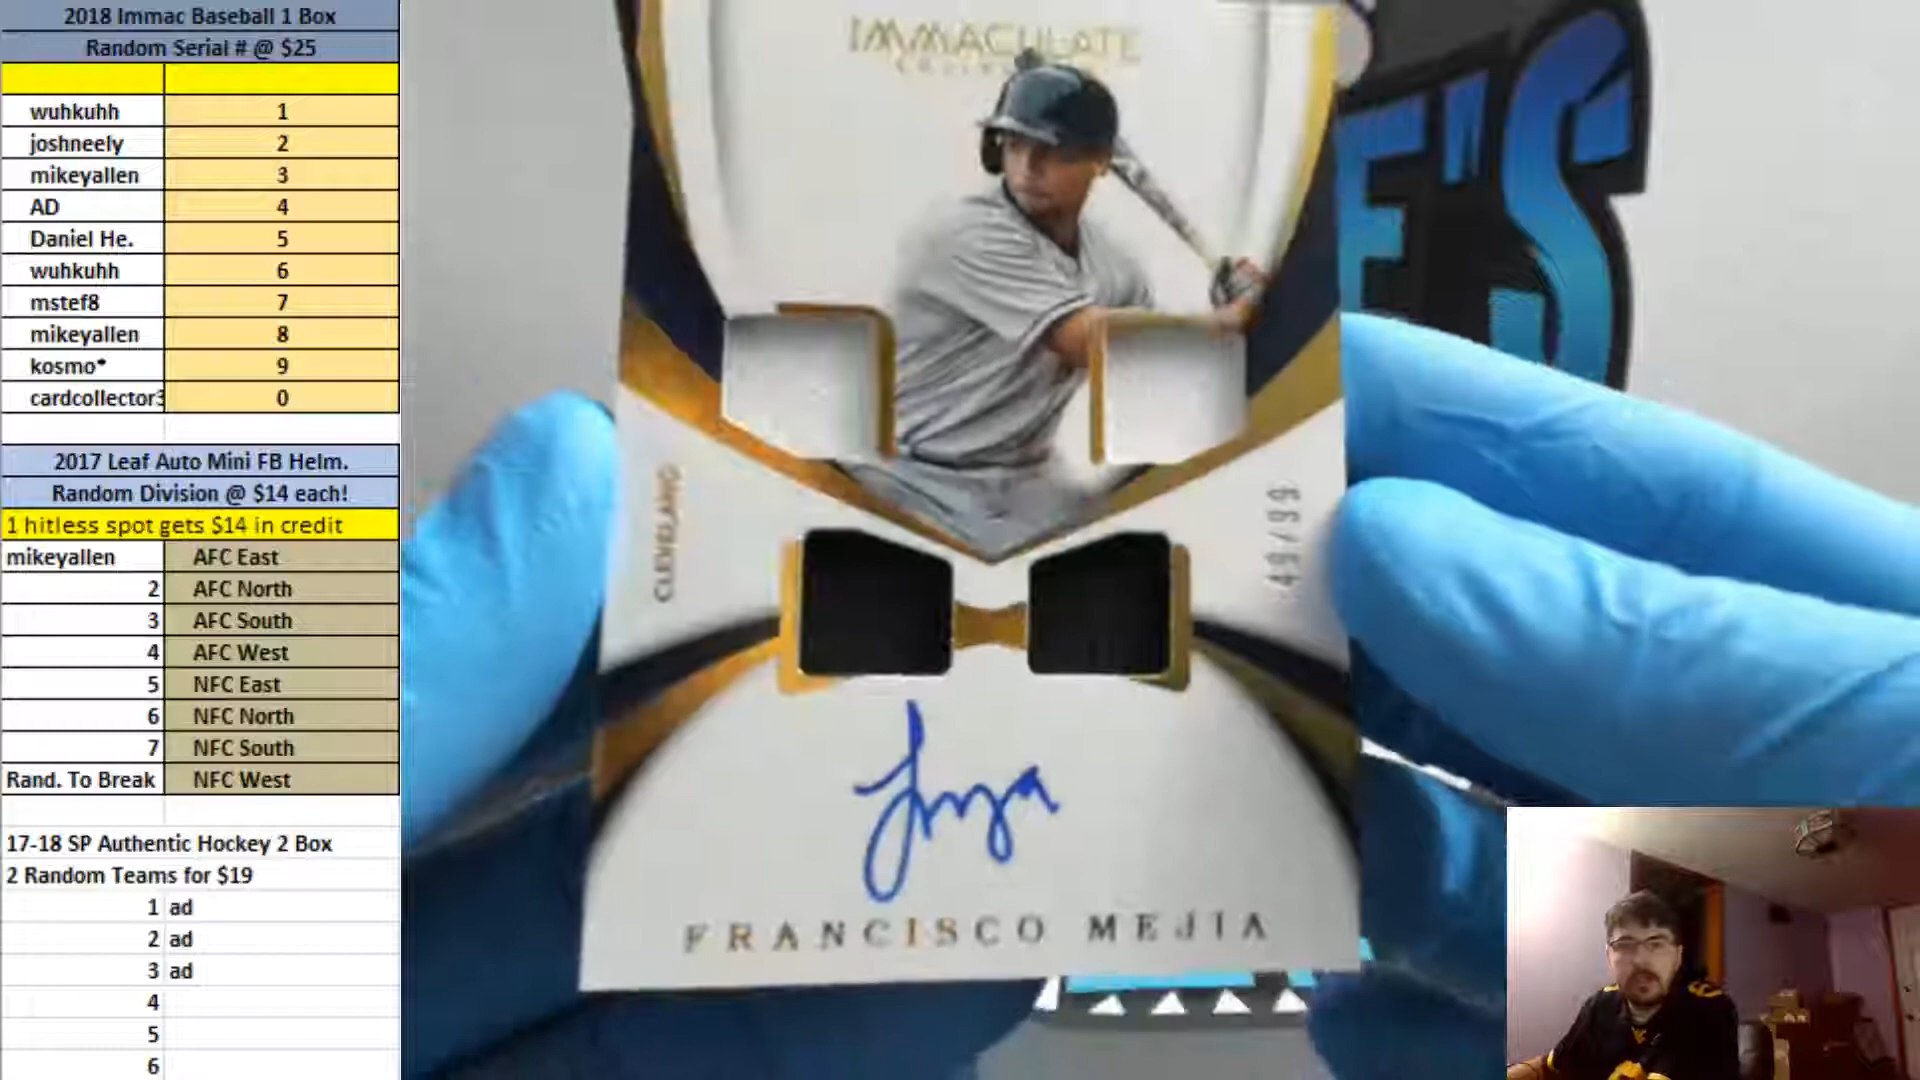 2018 Immac Baseball 1 Box
Random Serial # @ $25
wuhkuhh 1
joshneely 2
mikeyallen 3
AD 4
Daniel He. 5
wuhkuhh 6
mstef8 7
mikeyallen 8
kosmo* 9
cardcollector3 0
2017 Leaf Auto Mini FB Helm.
Random Division @ $14 each!
1 hitless spot gets $14 in credit
mikeyallen AFC East
2 AFC North
3 AFC South
4 AFC West
5 NFC East
6 NFC North
7 NFC South
Rand. To Break NFC West
17-18 SP Authentic Hockey 2 Box
2 Random Teams for $19
1 ad
2 ad
3 ad
4
5
6
IMMACULATE
CLEVELAND
49/99
FRANCISCO MEJIA
E'S